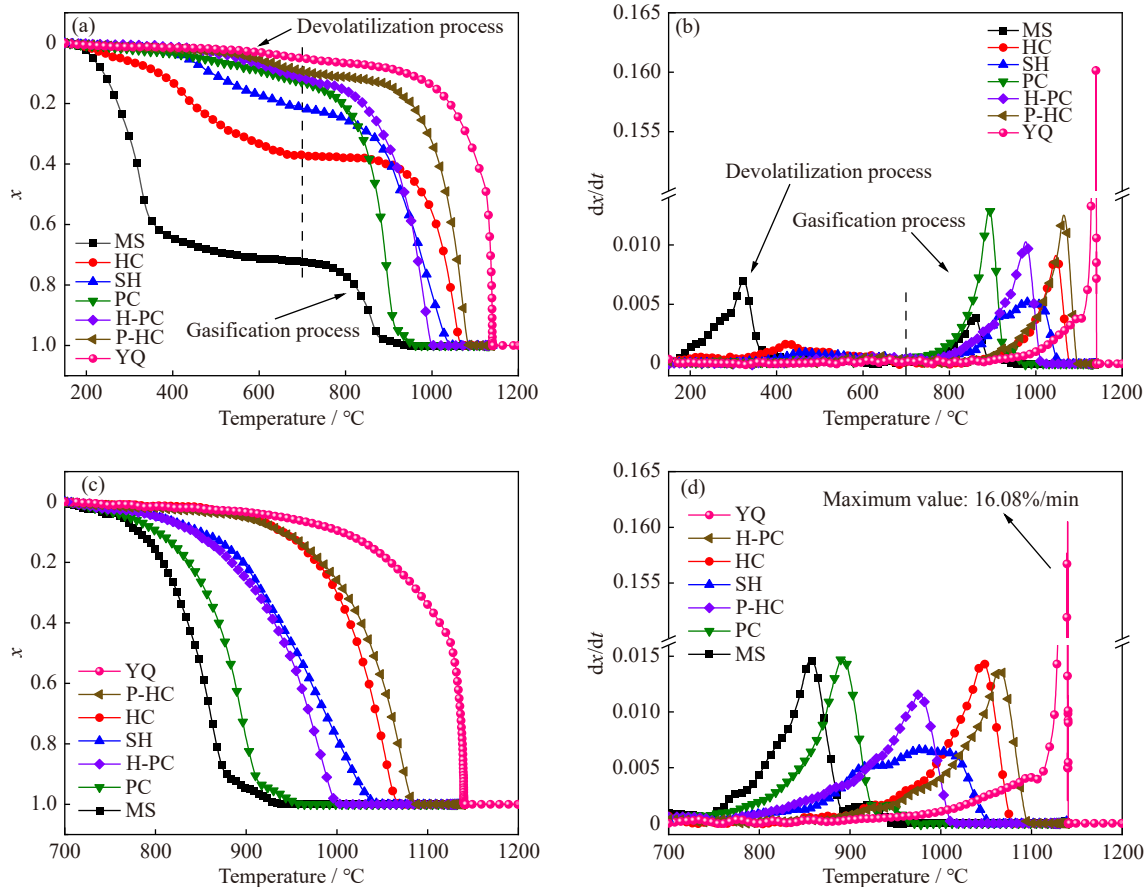 (a)
Devolatilization process
0
0.2
0.4
0.6
0.8
1.0
x
MS
HC
SH
PC
H-PC
P-HC
YQ
Gasification process
200 400 600 800 1000 1200
Temperature / °C
(b)
0.165
0.160
0.155
0.010
0.005
0
dx/dt
MS
HC
SH
PC
H-PC
P-HC
YQ
Devolatilization process
Gasification process
200 400 600 800 1000 1200
Temperature / °C
(c)
0
0.2
0.4
0.6
0.8
1.0
x
YQ
P-HC
HC
SH
H-PC
PC
MS
700 800 900 1000 1100 1200
Temperature / °C
(d)
0.165
0.160
0.155
0.015
0.010
0.005
0
dx/dt
Maximum value: 16.08%/min
YQ
H-PC
HC
SH
P-HC
PC
MS
700 800 900 1000 1100 1200
Temperature / °C